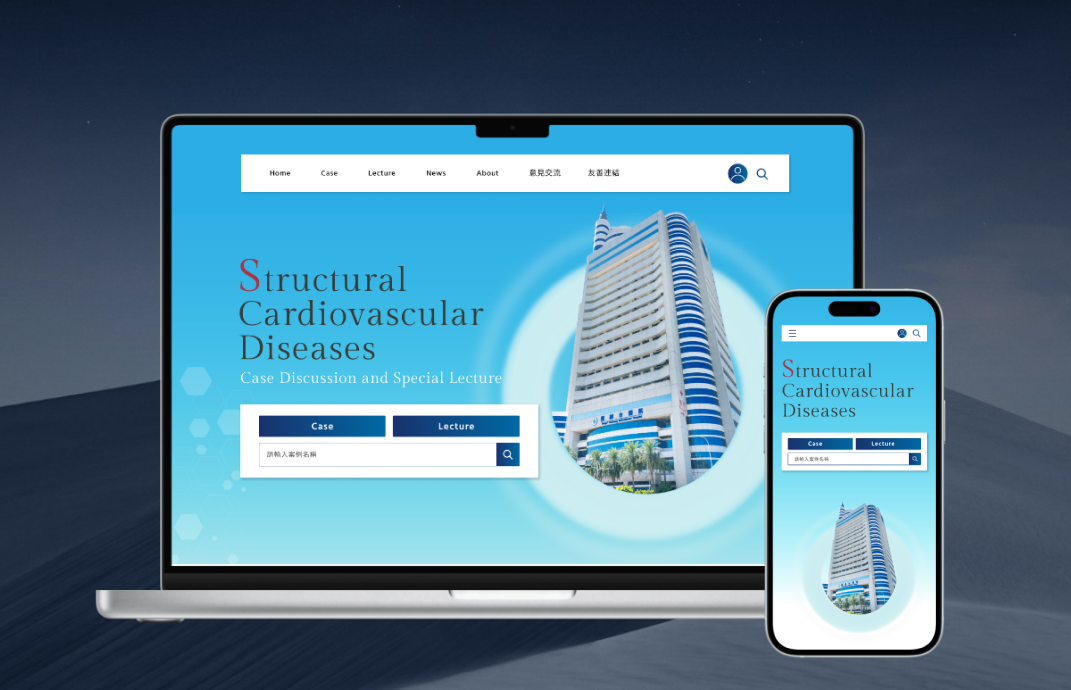 Home Case Lecture News About 意見交流 友善連結
Structural
Cardiovascular
Diseases
Case Discussion and Special Lecture
Case Lecture
請輸入案例名稱
Structural
Cardiovascular
Diseases
Case Lecture
請輸入案例名稱